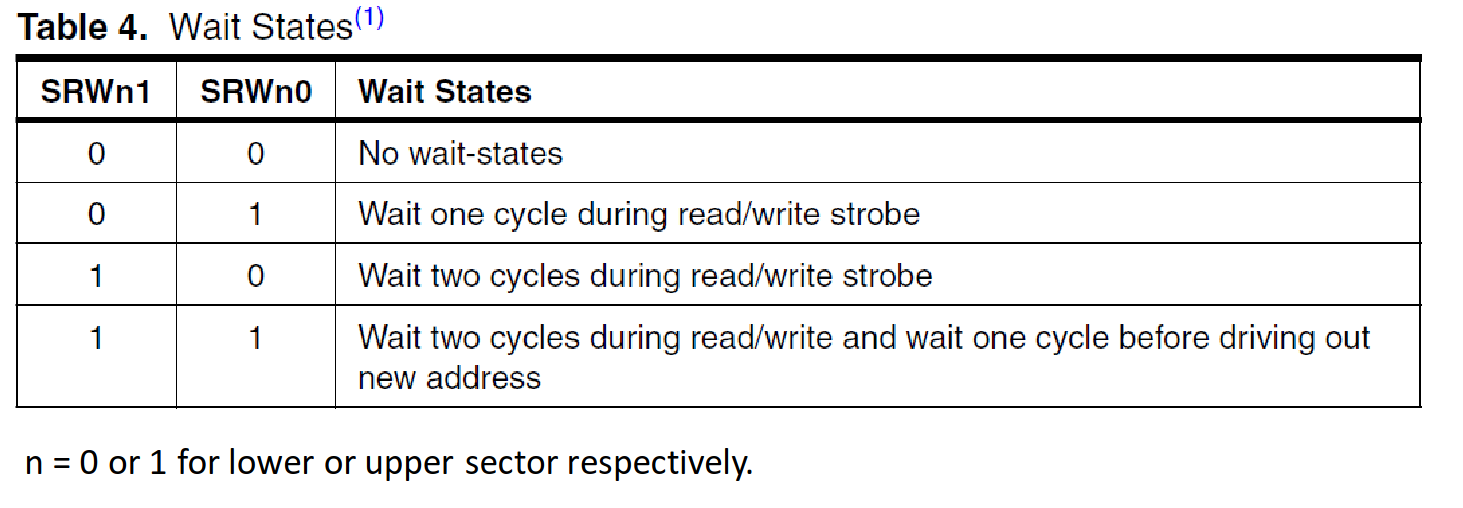 Table 4. Wait States(1)
SRWn1 SRWn0 Wait States
0 0 No wait-states
0 1 Wait one cycle during read/write strobe
1 0 Wait two cycles during read/write strobe
1 1 Wait two cycles during read/write and wait one cycle before driving out
new address
n = 0 or 1 for lower or upper sector respectively.